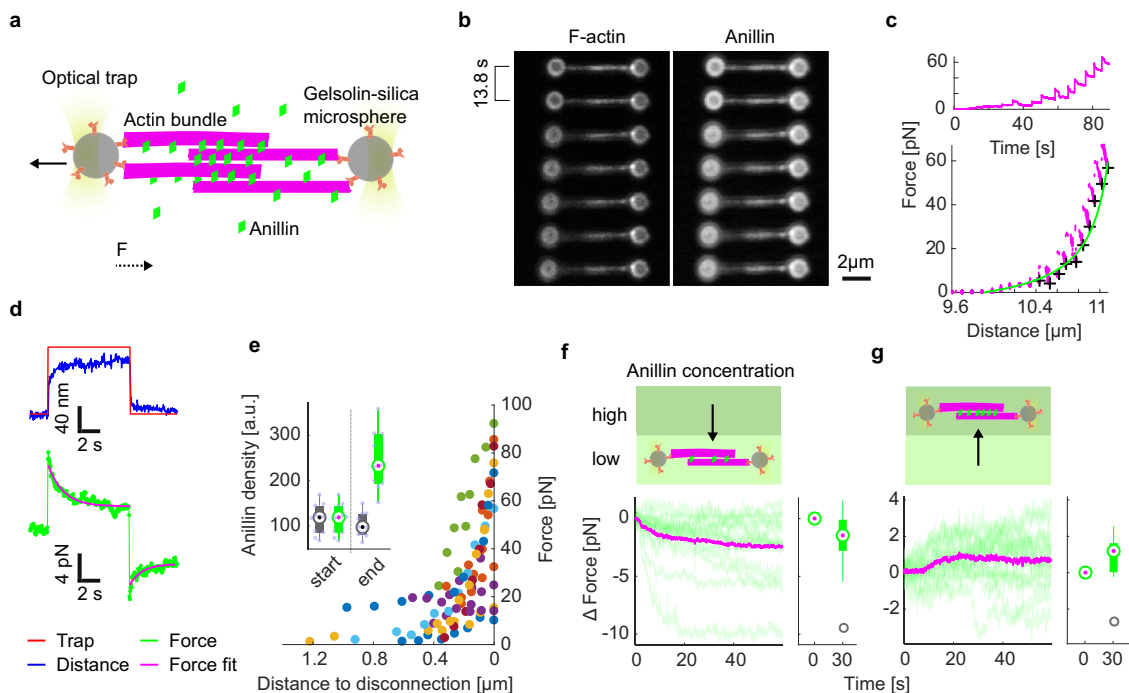 a
Optical trap
Actin bundle
Gelsolin-silica
microsphere
Anillin
F
b
F-actin
Anillin
13.8 s
2μm
c
60
0
0
40
80
Time [s]
Force [pN]
60
40
20
0
9.6
10.4
11
Distance [μm]
d
40 nm
2 s
4 pN
2 s
Trap
Force
Distance
Force fit
e
Anillin density [a.u.]
300
200
100
start
end
100
80
60
40
20
0
Force [pN]
1.2
0.8
0.4
0
Distance to disconnection [μm]
f
Anillin concentration
high
low
Δ Force [pN]
0
-5
-10
0
20
40
0
30
g
4
2
0
-2
0
20
40
0
30
Time [s]